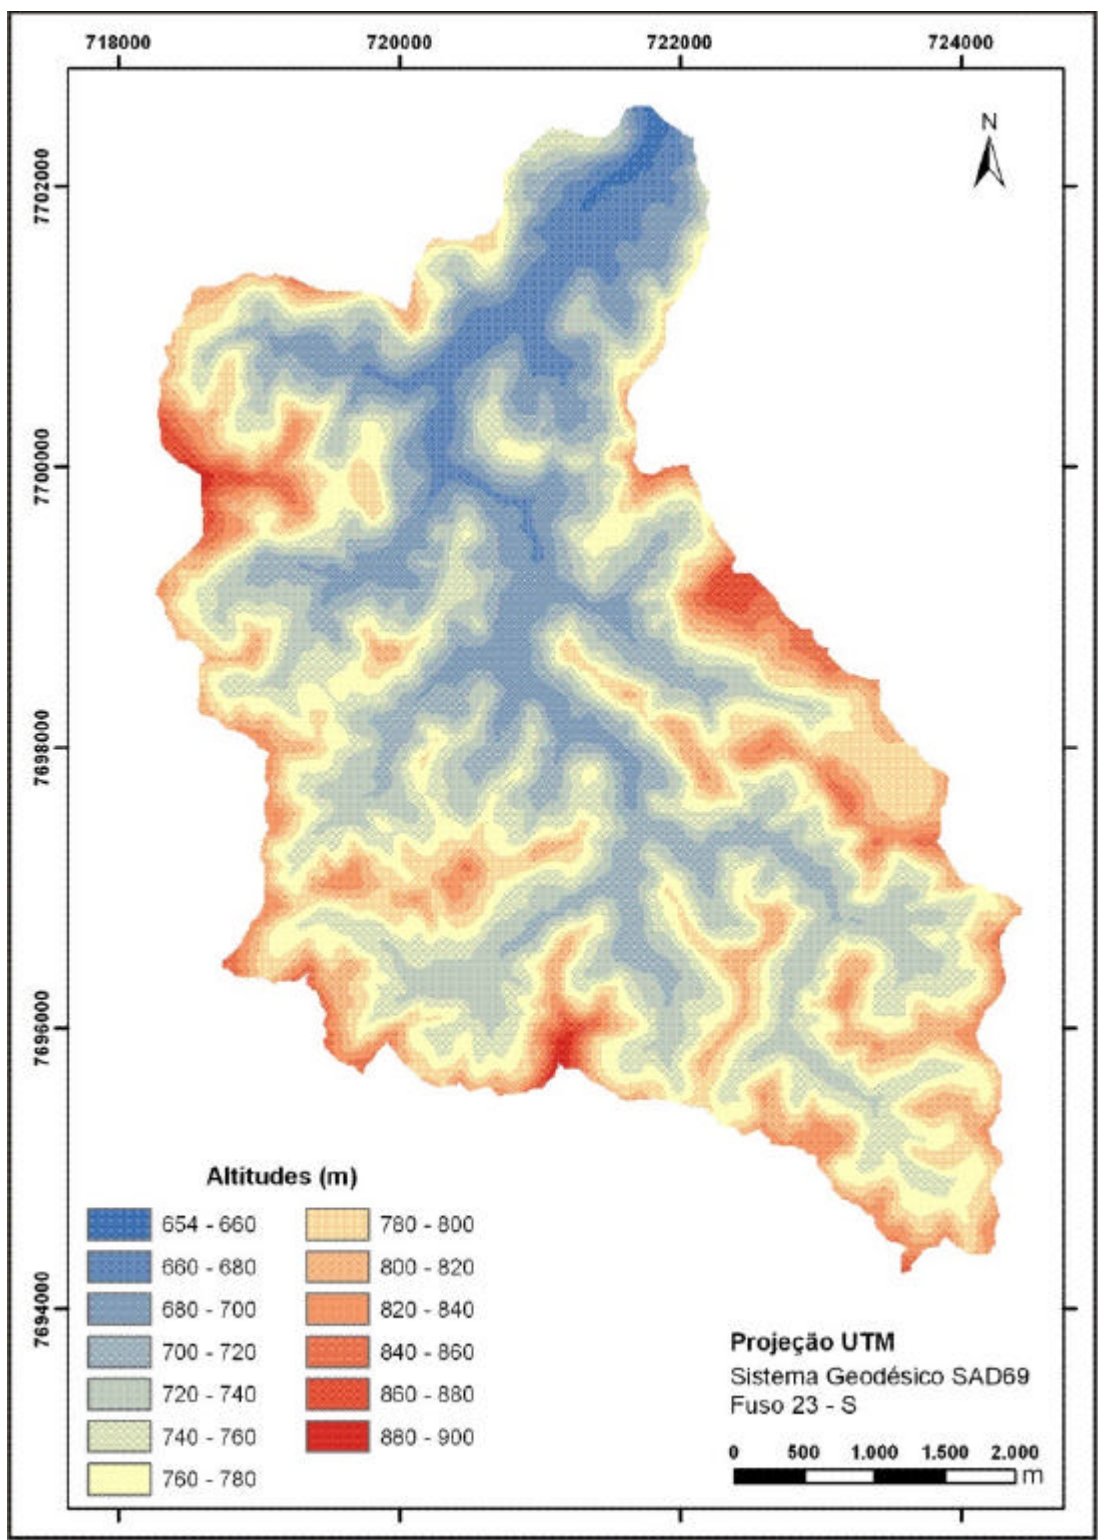 718000 720000 722000 724000
N
7702000
7700000
7698000
7696000
7694000
Altitudes (m)
654 - 660
660 - 680
680 - 700
700 - 720
720 - 740
740 - 760
760 - 780
780 - 800
800 - 820
820 - 840
840 - 860
860 - 880
880 - 900
Projeção UTM
Sistema Geodésico SAD69
Fuso 23 - S
0 500 1.000 1.500 2.000
m